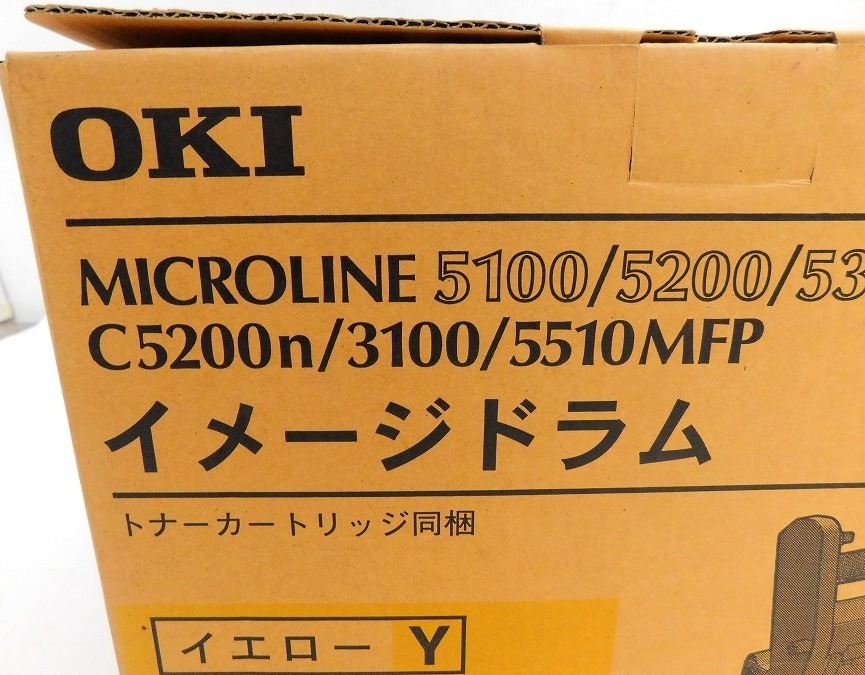 OKI
MICROLINE 5100/5200/53
C5200n/3100/5510MFP
イメージドラム
トナーカートリッジ同梱
イエロー Y